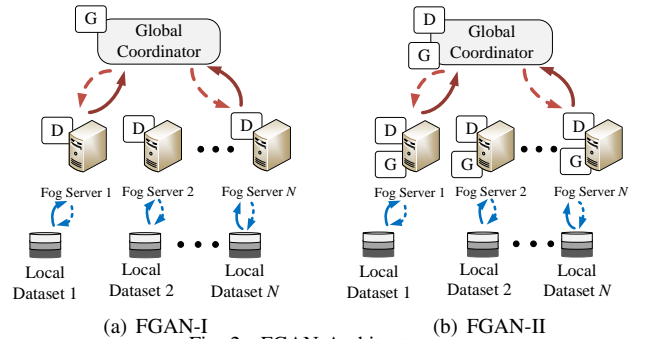 G
Global
Coordinator
D
D
D
Fog Server 1
Fog Server 2
Fog Server N
Local
Dataset 1
Local
Dataset 2
Local
Dataset N
(a) FGAN-I
D
G
Global
Coordinator
D
G
D
G
D
G
Fog Server 1
Fog Server 2
Fog Server N
Local
Dataset 1
Local
Dataset 2
Local
Dataset N
(b) FGAN-II